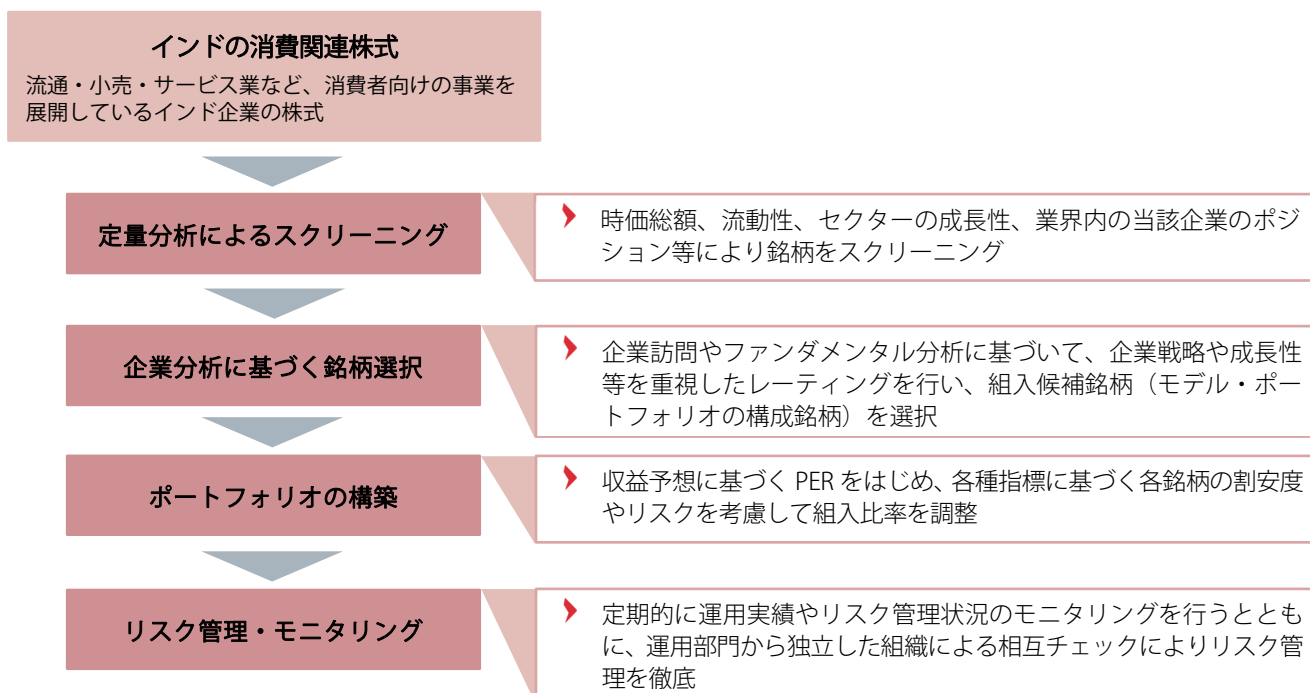 インドの消費関連株式
流通・小売・サービス業など、消費者向けの事業を
展開しているインド企業の株式
定量分析によるスクリーニング
時価総額、流動性、セクターの成長性、業界内の当該企業のポジ
ション等により銘柄をスクリーニング
企業分析に基づく銘柄選択
企業訪問やファンダメンタル分析に基づいて、企業戦略や成長性
等を重視したレーティングを行い、組入候補銘柄（モデル・ポー
トフォリオの構成銘柄）を選択
ポートフォリオの構築
収益予想に基づく PER をはじめ、各種指標に基づく各銘柄の割安度
やリスクを考慮して組入比率を調整
リスク管理・モニタリング
定期的に運用実績やリスク管理状況のモニタリングを行うととも
に、運用部門から独立した組織による相互チェックによりリスク管
理を徹底